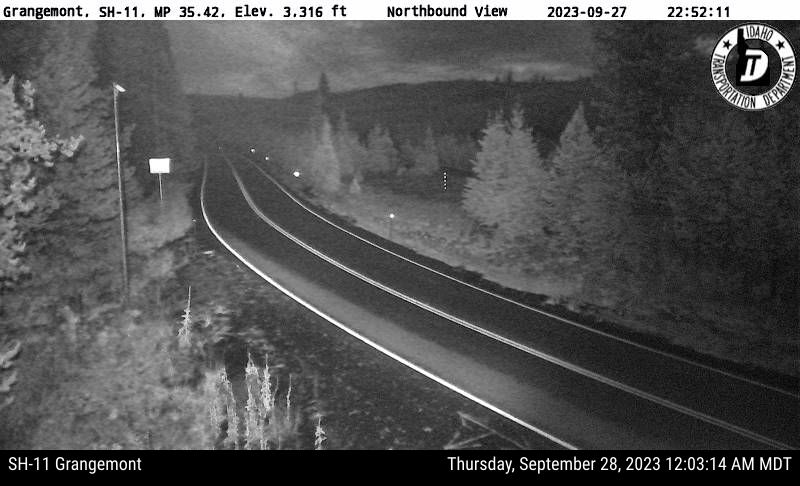 Grangemont, SH-11, MP 35.42, Elev. 3,316 ft Northbound View 2023-09-27 22:52:11
IDAHO
TRANSPORTATION DEPARTMENT
SH-11 Grangemont Thursday, September 28, 2023 12:03:14 AM MDT